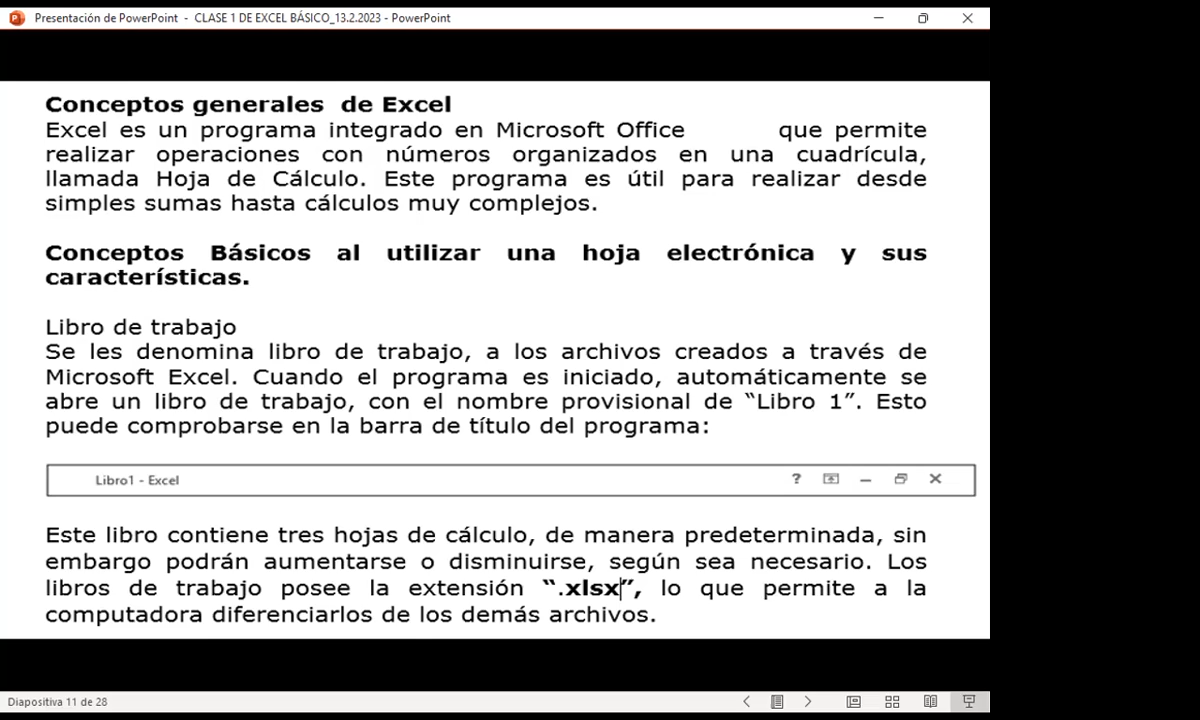 Presentación de PowerPoint - CLASE 1 DE EXCEL BÁSICO_13.2.2023 - PowerPoint
Conceptos generales de Excel
Excel es un programa integrado en Microsoft Office que permite
realizar operaciones con números organizados en una cuadrícula,
llamada Hoja de Cálculo. Este programa es útil para realizar desde
simples sumas hasta cálculos muy complejos.
Conceptos Básicos al utilizar una hoja electrónica y sus
características.
Libro de trabajo
Se les denomina libro de trabajo, a los archivos creados a través de
Microsoft Excel. Cuando el programa es iniciado, automáticamente se
abre un libro de trabajo, con el nombre provisional de “Libro 1”. Esto
puede comprobarse en la barra de título del programa:
Libro1 - Excel ?
Este libro contiene tres hojas de cálculo, de manera predeterminada, sin
embargo podrán aumentarse o disminuirse, según sea necesario. Los
libros de trabajo posee la extensión “.xlsx”, lo que permite a la
computadora diferenciarlos de los demás archivos.
Diapositiva 11 de 28